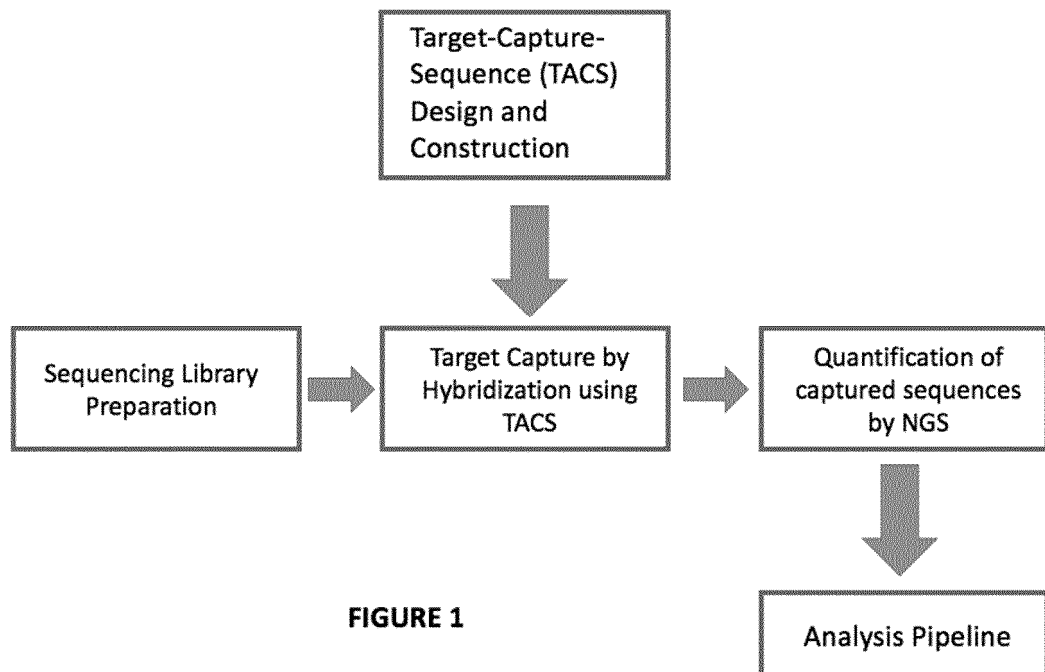 Target-Capture-
Sequence (TACS)
Design and
Construction
Sequencing Library
Preparation
Target Capture by
Hybridization using
TACS
Quantification of
captured sequences
by NGS
FIGURE 1
Analysis Pipeline